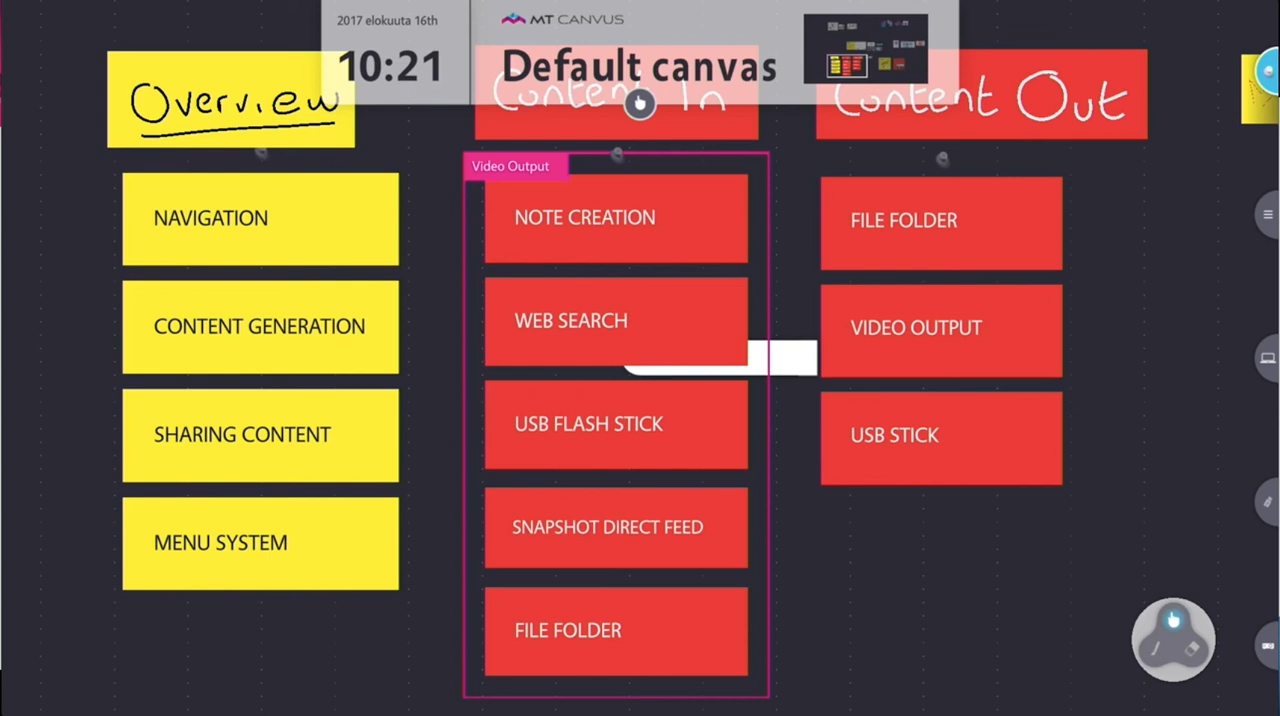 2017 elokuuta 16th
10:21
MT CANVUS
Default canvas
Overview
NAVIGATION
CONTENT GENERATION
SHARING CONTENT
MENU SYSTEM
Content In
Video Output
NOTE CREATION
WEB SEARCH
USB FLASH STICK
SNAPSHOT DIRECT FEED
FILE FOLDER
Content Out
FILE FOLDER
VIDEO OUTPUT
USB STICK